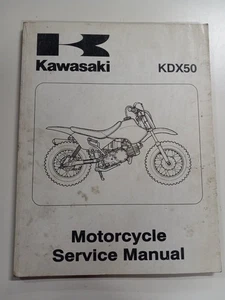 Kawasaki
KDX50
Motorcycle
Service Manual